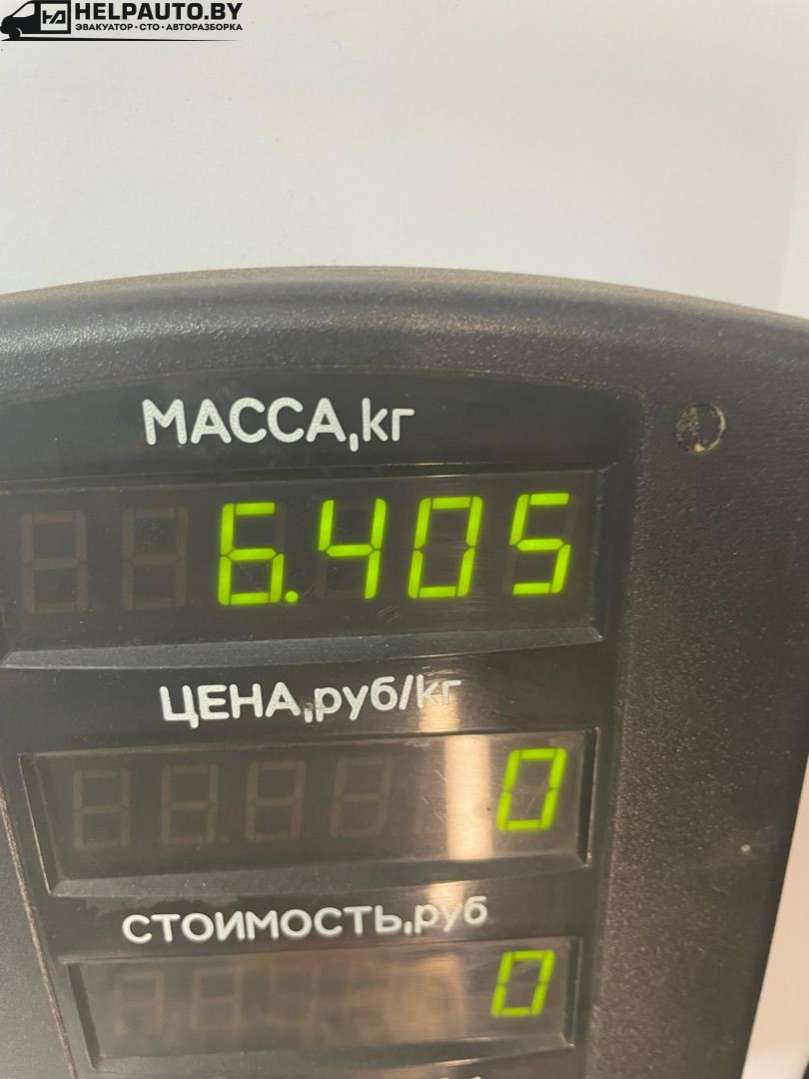 HELPAUTO.BY
ЭВАКУАТОР • СТО • АВТОРАЗБОРКА
МАССА,кг
6.405
ЦЕНА,руб/кг
0
СТОИМОСТЬ,руб
0